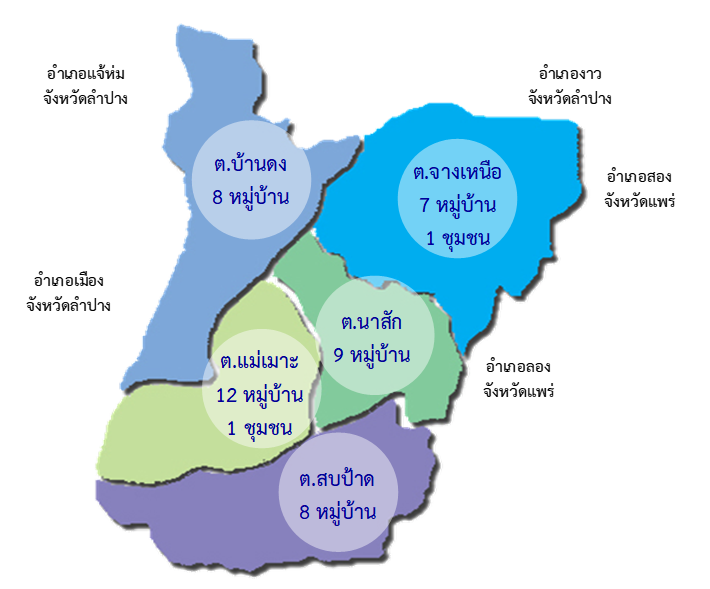 อำเภอแจ้ห่ม
จังหวัดลำปาง
อำเภองาว
จังหวัดลำปาง
ต.บ้านดง
8 หมู่บ้าน
ต.จางเหนือ
7 หมู่บ้าน
1 ชุมชน
อำเภอสอง
จังหวัดแพร่
อำเภอเมือง
จังหวัดลำปาง
ต.นาสัก
9 หมู่บ้าน
ต.แม่เมาะ
12 หมู่บ้าน
1 ชุมชน
อำเภอลอง
จังหวัดแพร่
ต.สบป้าด
8 หมู่บ้าน